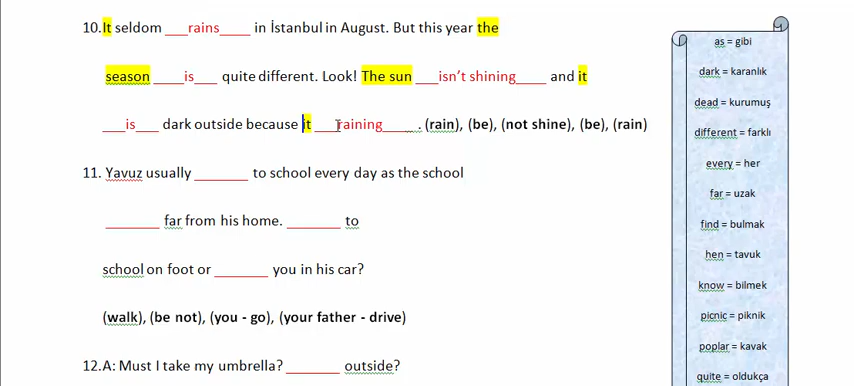 10. It seldom ___rains____ in İstanbul in August. But this year the
season ____is___ quite different. Look! The sun ___isn't shining____ and it
___is___ dark outside because it ___raining_____. (rain), (be), (not shine), (be), (rain)
11. Yavuz usually _______ to school every day as the school
_______ far from his home. _______ to
school on foot or _______ you in his car?
(walk), (be not), (you - go), (your father - drive)
12.A: Must I take my umbrella? _______ outside?
as = gibi
dark = karanlık
dead = kurumuş
different = farklı
every = her
far = uzak
find = bulmak
hen = tavuk
know = bilmek
picnic = piknik
poplar = kavak
quite = oldukça